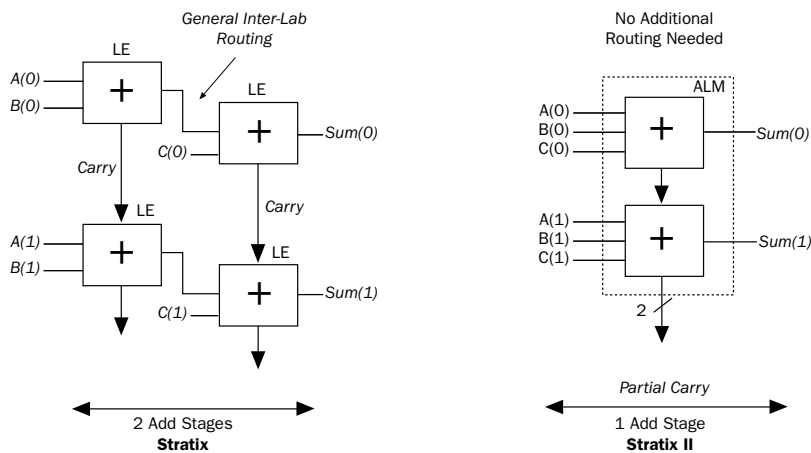 General Inter-Lab
Routing
LE
A(0)
B(0)
+
LE
+
C(0)
Sum(0)
Carry
Carry
LE
A(1)
B(1)
+
LE
+
C(1)
Sum(1)
2 Add Stages
Stratix
No Additional
Routing Needed
ALM
A(0)
B(0)
C(0)
+
Sum(0)
A(1)
B(1)
C(1)
+
Sum(1)
2
Partial Carry
1 Add Stage
Stratix II